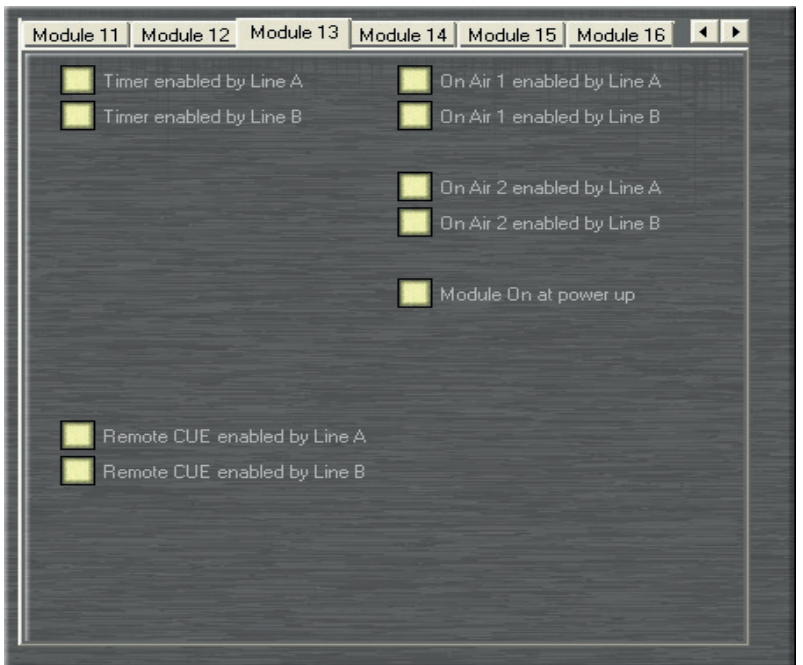 Module 11 Module 12 Module 13 Module 14 Module 15 Module 16
Timer enabled by Line A
Timer enabled by Line B
On Air 1 enabled by Line A
On Air 1 enabled by Line B
On Air 2 enabled by Line A
On Air 2 enabled by Line B
Module On at power up
Remote CUE enabled by Line A
Remote CUE enabled by Line B